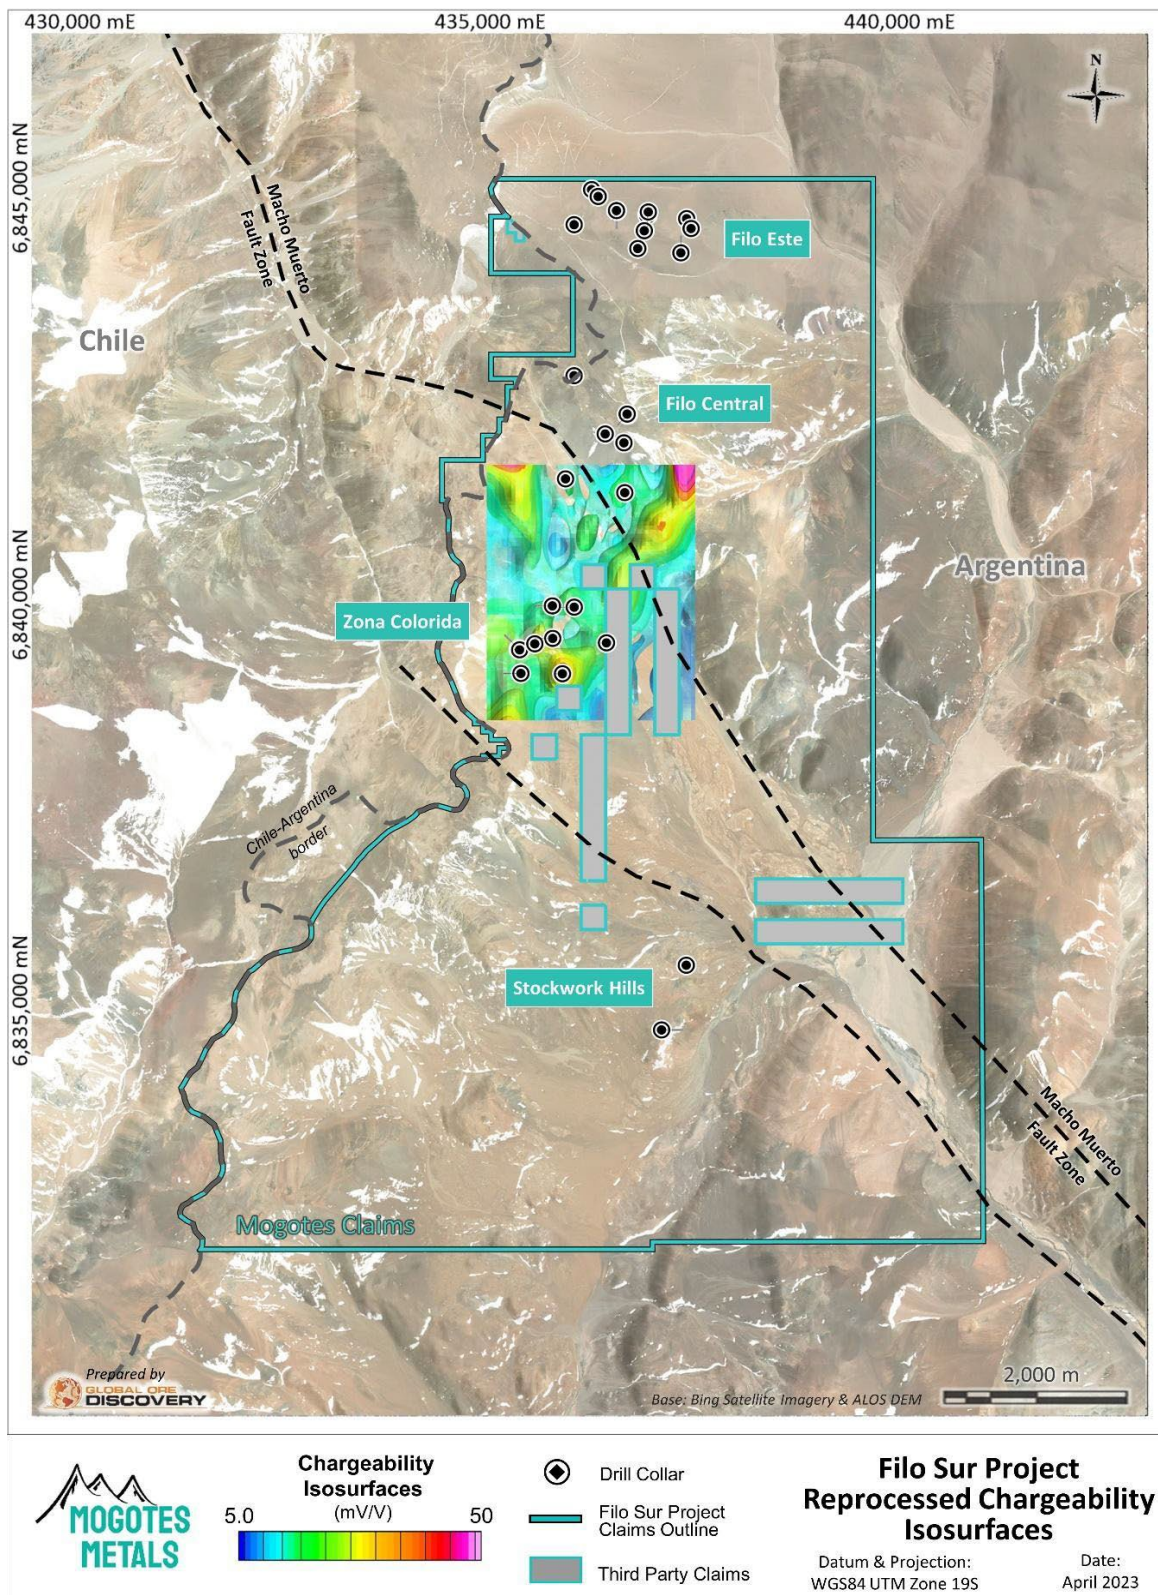 430,000 mE
435,000 mE
440,000 mE
N
6,845,000 mN
Macho Muerto
Fault Zone
Filo Este
Chile
Filo Central
Argentina
6,840,000 mN
Zona Colorida
Chile-Argentina
border
Stockwork Hills
6,835,000 mN
Macho Muerto
Fault Zone
Mogotes Claims
Prepared by
GLOBAL ORE
DISCOVERY
2,000 m
Base: Bing Satellite Imagery & ALOS DEM
MOGOTES
METALS
Chargeability
Isosurfaces
(mV/V)
5.0
50
Drill Collar
Filo Sur Project
Claims Outline
Third Party Claims
Filo Sur Project
Reprocessed Chargeability
Isosurfaces
Datum & Projection:
WGS84 UTM Zone 19S
Date:
April 2023